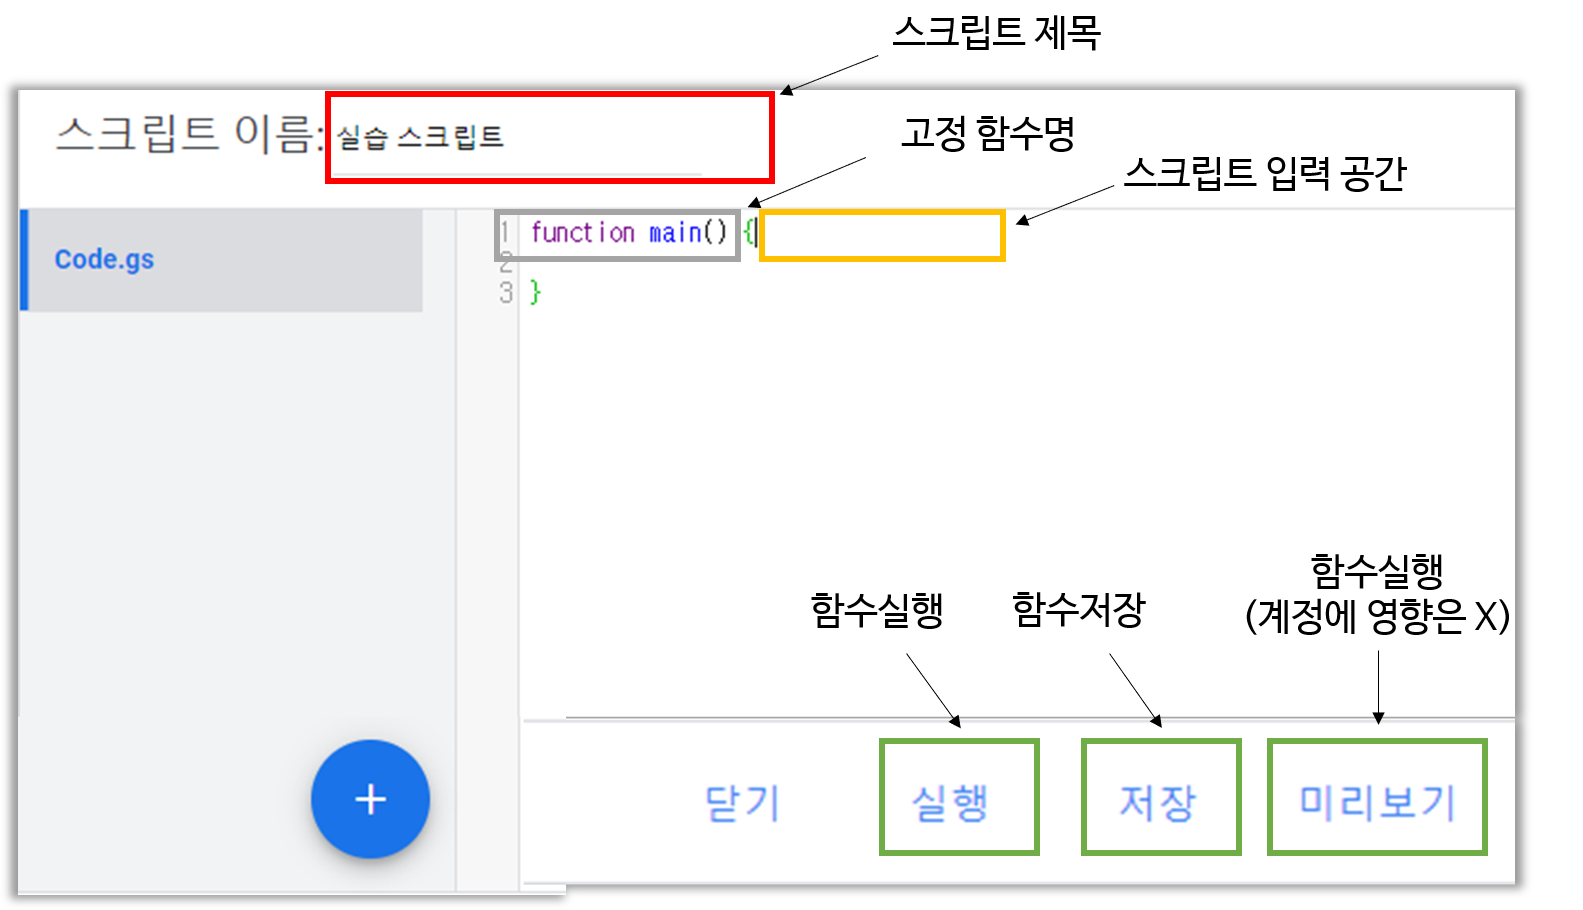 스크립트 제목
스크립트 이름: 실습 스크립트
고정 함수명
스크립트 입력 공간
Code.gs
1 function main() {
2
3 }
함수실행
함수저장
함수실행
(계정에 영향은 X)
+
닫기
실행
저장
미리보기